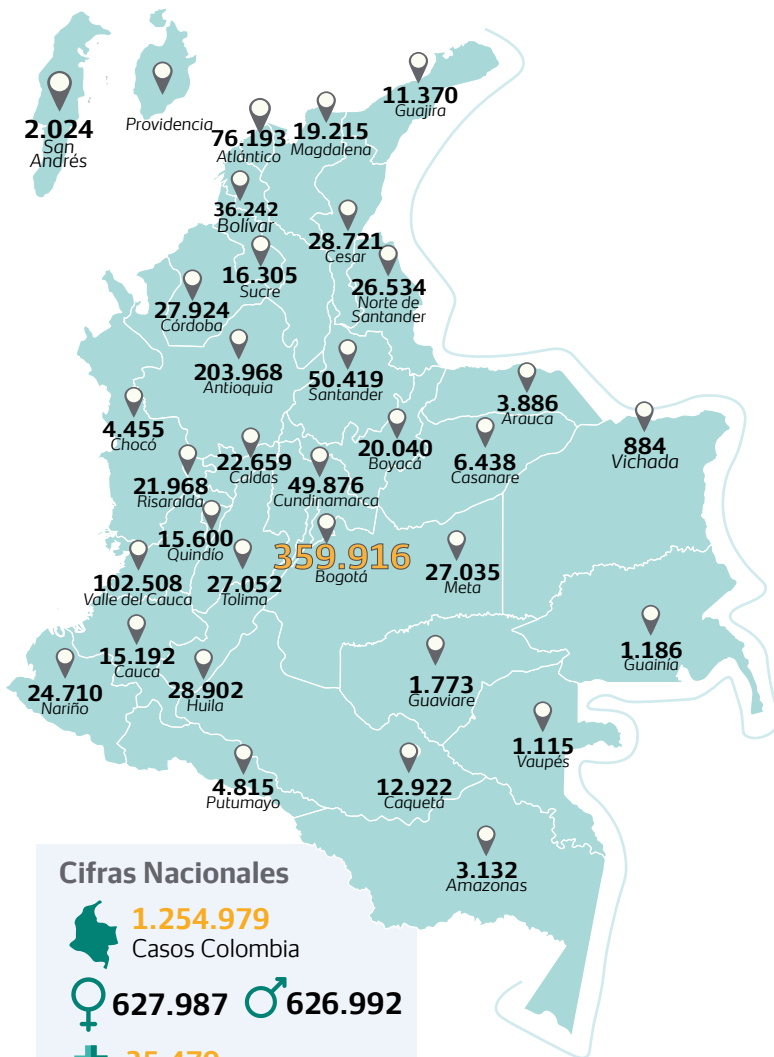 2.024
San
Andrés
Providencia
76.193
Atlántico
19.215
Magdalena
11.370
Guajira
36.242
Bolívar
28.721
Cesar
16.305
Sucre
26.534
Norte de
Santander
27.924
Córdoba
203.968
Antioquia
50.419
Santander
3.886
Arauca
4.455
Chocó
20.040
Boyacá
6.438
Casanare
884
Vichada
22.659
Caldas
21.968
Risaralda
49.876
Cundinamarca
15.600
Quindío
359.916
Bogotá
102.508
Valle del Cauca
27.052
Tolima
27.035
Meta
15.192
Cauca
1.186
Guainía
24.710
Nariño
28.902
Huila
1.773
Guaviare
1.115
Vaupés
4.815
Putumayo
12.922
Caquetá
3.132
Amazonas
Cifras Nacionales
1.254.979
Casos Colombia
627.987 626.992
35.479